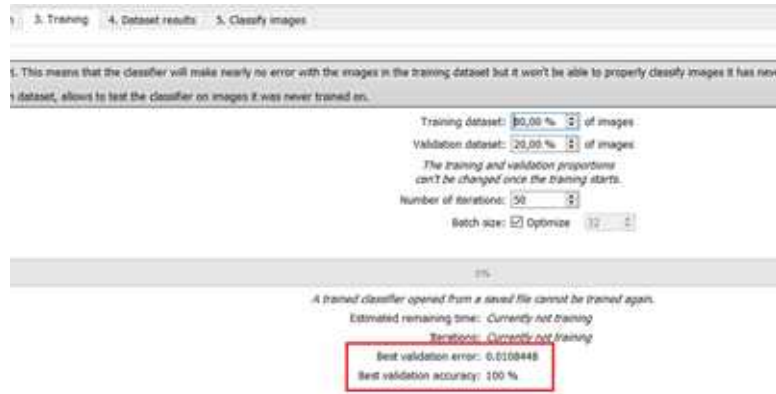 3. Training 4. Dataset results 5. Classify images
. This means that the classifier will make nearly no error with the images in the training dataset but it won't be able to properly classify images it has nev
dataset, allows to test the classifier on images it was never trained on.
Training dataset: 80,00 % of images
Validation dataset: 20,00 % of images
The training and validation proportions
can't be changed once the training starts.
Number of iterations: 50
Batch size: Optimize 32
0%
A trained classifier opened from a saved file cannot be trained again.
Estimated remaining time: Currently not training
Iterations: Currently not training
Best validation error: 0.0108448
Best validation accuracy: 100 %